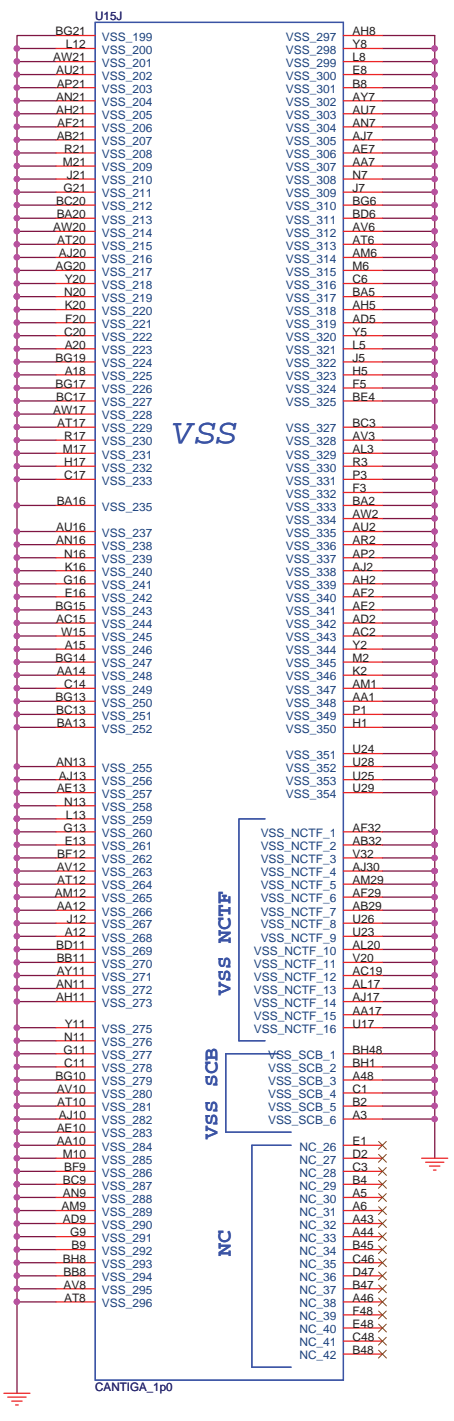 U15J
BG21 VSS_199
L12 VSS_200
AW21 VSS_201
AU21 VSS_202
AP21 VSS_203
AN21 VSS_204
AH21 VSS_205
AF21 VSS_206
AB21 VSS_207
R21 VSS_208
M21 VSS_209
J21 VSS_210
G21 VSS_211
BC20 VSS_212
BA20 VSS_213
AW20 VSS_214
AT20 VSS_215
AJ20 VSS_216
AG20 VSS_217
Y20 VSS_218
N20 VSS_219
K20 VSS_220
F20 VSS_221
C20 VSS_222
A20 VSS_223
BG19 VSS_224
A18 VSS_225
BG17 VSS_226
BC17 VSS_227
AW17 VSS_228
AT17 VSS_229
R17 VSS_230
M17 VSS_231
H17 VSS_232
C17 VSS_233
BA16 VSS_235
AU16 VSS_237
AN16 VSS_238
N16 VSS_239
K16 VSS_240
G16 VSS_241
E16 VSS_242
BG15 VSS_243
AC15 VSS_244
W15 VSS_245
A15 VSS_246
BG14 VSS_247
AA14 VSS_248
C14 VSS_249
BG13 VSS_250
BC13 VSS_251
BA13 VSS_252
AN13 VSS_255
AJ13 VSS_256
AE13 VSS_257
N13 VSS_258
L13 VSS_259
G13 VSS_260
E13 VSS_261
BF12 VSS_262
AV12 VSS_263
AT12 VSS_264
AM12 VSS_265
AA12 VSS_266
J12 VSS_267
A12 VSS_268
BD11 VSS_269
BB11 VSS_270
AY11 VSS_271
AN11 VSS_272
AH11 VSS_273
Y11 VSS_275
N11 VSS_276
G11 VSS_277
C11 VSS_278
BG10 VSS_279
AV10 VSS_280
AT10 VSS_281
AJ10 VSS_282
AE10 VSS_283
AA10 VSS_284
M10 VSS_285
BF9 VSS_286
BC9 VSS_287
AN9 VSS_288
AM9 VSS_289
AD9 VSS_290
G9 VSS_291
B9 VSS_292
BH8 VSS_293
BB8 VSS_294
AV8 VSS_295
AT8 VSS_296
VSS
VSS_297 AH8
VSS_298 Y8
VSS_299 L8
VSS_300 E8
VSS_301 B8
VSS_302 AY7
VSS_303 AU7
VSS_304 AN7
VSS_305 AJ7
VSS_306 AE7
VSS_307 AA7
VSS_308 N7
VSS_309 J7
VSS_310 BG6
VSS_311 BD6
VSS_312 AV6
VSS_313 AT6
VSS_314 AM6
VSS_315 M6
VSS_316 C6
VSS_317 BA5
VSS_318 AH5
VSS_319 AD5
VSS_320 Y5
VSS_321 L5
VSS_322 J5
VSS_323 H5
VSS_324 F5
VSS_325 BE4
VSS_327 BC3
VSS_328 AV3
VSS_329 AL3
VSS_330 R3
VSS_331 P3
VSS_332 F3
VSS_333 BA2
VSS_334 AW2
VSS_335 AU2
VSS_336 AR2
VSS_337 AP2
VSS_338 AJ2
VSS_339 AH2
VSS_340 AF2
VSS_341 AE2
VSS_342 AD2
VSS_343 AC2
VSS_344 Y2
VSS_345 M2
VSS_346 K2
VSS_347 AM1
VSS_348 AA1
VSS_349 P1
VSS_350 H1
VSS_351 U24
VSS_352 U28
VSS_353 U25
VSS_354 U29
VSS NCTF
VSS_NCTF_1 AF32
VSS_NCTF_2 AB32
VSS_NCTF_3 V32
VSS_NCTF_4 AJ30
VSS_NCTF_5 AM29
VSS_NCTF_6 AF29
VSS_NCTF_7 AB29
VSS_NCTF_8 U26
VSS_NCTF_9 U23
VSS_NCTF_10 AL20
VSS_NCTF_11 V20
VSS_NCTF_12 AC19
VSS_NCTF_13 AL17
VSS_NCTF_14 AJ17
VSS_NCTF_15 AA17
VSS_NCTF_16 U17
VSS SCB
VSS_SCB_1 BH48
VSS_SCB_2 BH1
VSS_SCB_3 A48
VSS_SCB_4 C1
VSS_SCB_5 B2
VSS_SCB_6 A3
NC
NC_26 E1
NC_27 D2
NC_28 C3
NC_29 B4
NC_30 A5
NC_31 A6
NC_32 A43
NC_33 A44
NC_34 B45
NC_35 C46
NC_36 D47
NC_37 B47
NC_38 A46
NC_39 F48
NC_40 E48
NC_41 C48
NC_42 B48
CANTIGA_1p0